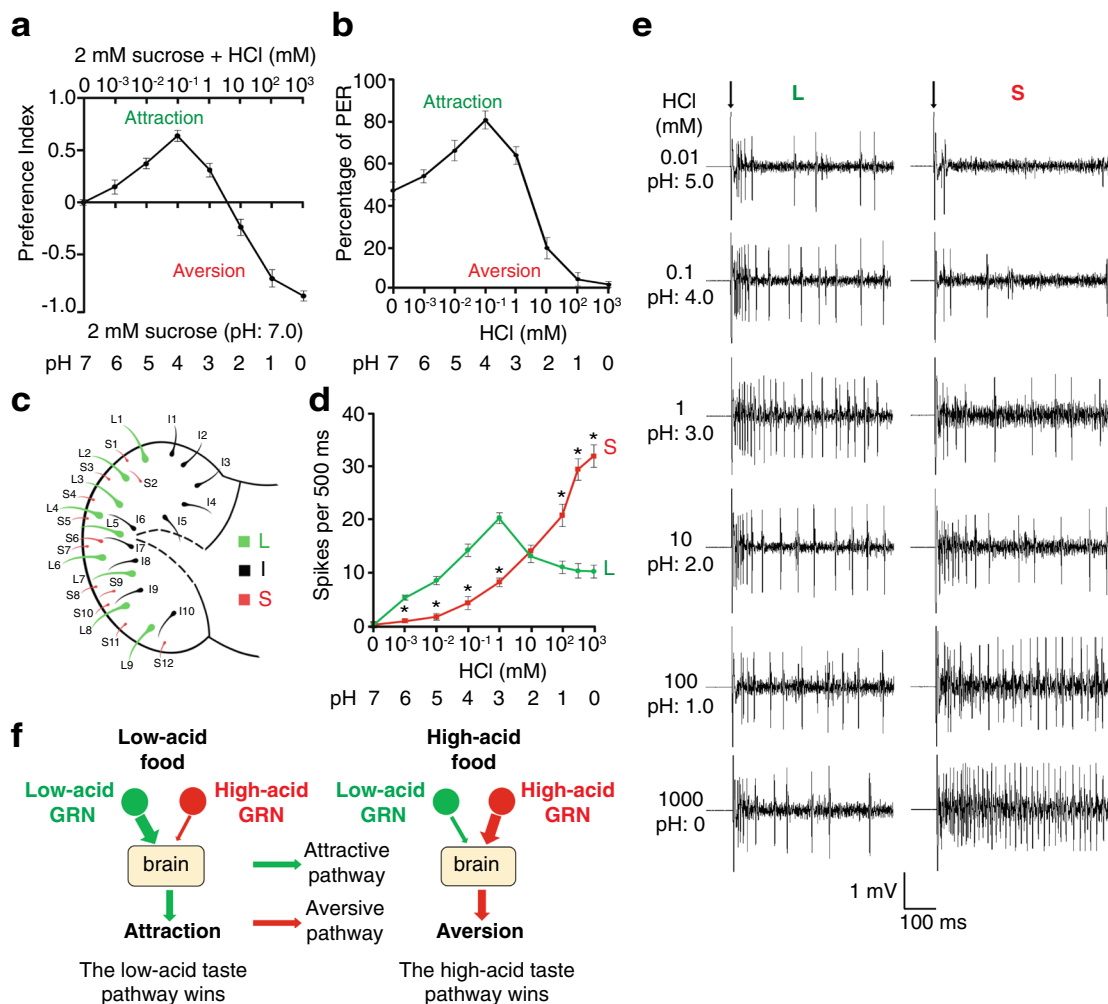 a
2 mM sucrose + HCl (mM)
0 10-3 10-2 10-1 1 10 102 103
1.0
0.5
0
-0.5
-1.0
Preference Index
Attraction
Aversion
2 mM sucrose (pH: 7.0)
pH 7 6 5 4 3 2 1 0
b
100
80
60
40
20
0
Percentage of PER
Attraction
Aversion
0 10-3 10-2 10-1 1 10 102 103
HCl (mM)
pH 7 6 5 4 3 2 1 0
c
L1
I1
S1
I2
L2
S3
S2
I3
L3
S4
I4
L4
S5
L5
I6
I5
S6
I7
S7
I8
L6
L7
S9
S8
I9
S10
I10
L8
S11
L9
S12
L
I
S
d
40
30
20
10
0
Spikes per 500 ms
* * * * * * *
S
L
0 10-3 10-2 10-1 1 10 102 103
HCl (mM)
pH 7 6 5 4 3 2 1 0
e
HCl
(mM)
L S
0.01
pH: 5.0
0.1
pH: 4.0
1
pH: 3.0
10
pH: 2.0
100
pH: 1.0
1000
pH: 0
1 mV
100 ms
f
Low-acid
food
Low-acid
GRN
High-acid
GRN
brain
Attraction
The low-acid taste
pathway wins
Attractive
pathway
Aversive
pathway
High-acid
food
Low-acid
GRN
High-acid
GRN
brain
Aversion
The high-acid taste
pathway wins